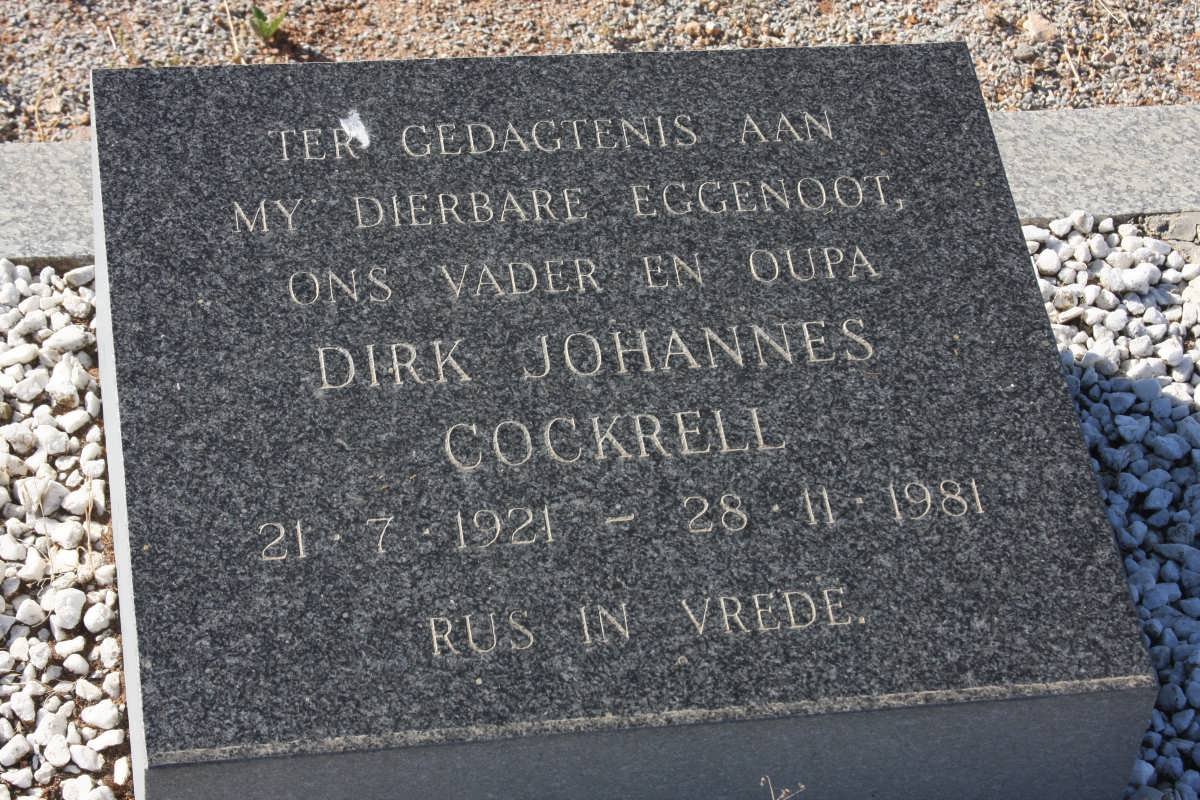 TER GEDAGTENIS AAN
MY DIERBARE EGGENOOT,
ONS VADER EN OUPA
DIRK JOHANNES
COCKRELL
21 · 7 · 1921 – 28 · 11 · 1981
RUS IN VREDE.